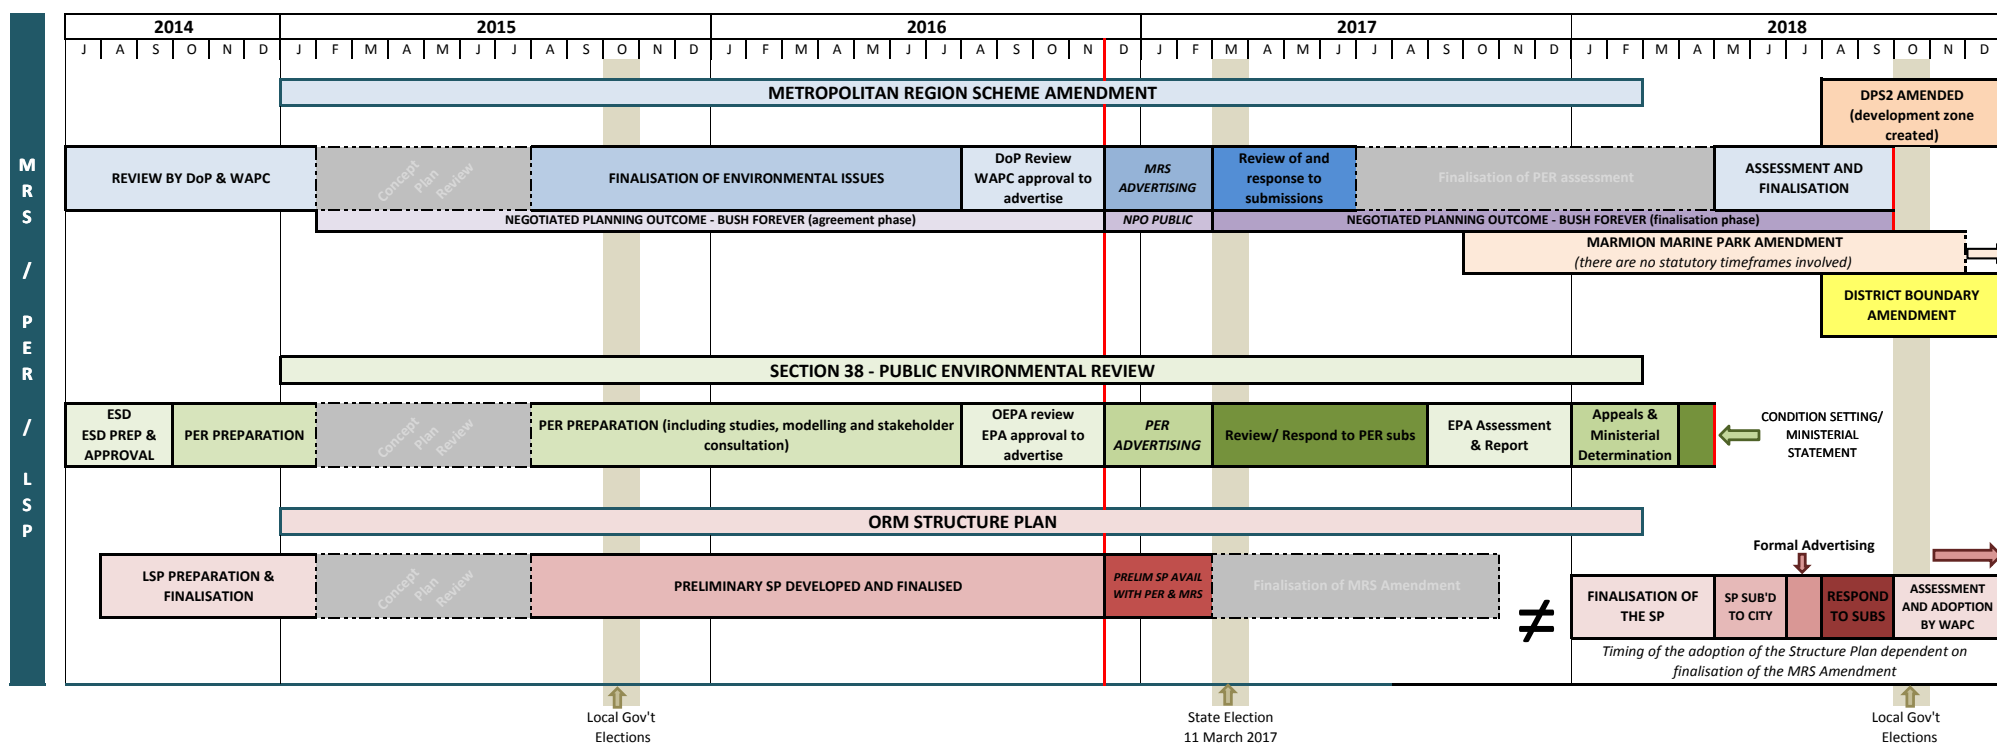 2014 2015 2016 2017 2018
J A S O N D J F M A M J J A S O N D J F M A M J J A S O N D J F M A M J J A S O N D J F M A M J J A S O N D
MRS / PER / LSP
METROPOLITAN REGION SCHEME AMENDMENT
DPS2 AMENDED
(development zone
created)
REVIEW BY DoP & WAPC
Concept
Plan
Review
FINALISATION OF ENVIRONMENTAL ISSUES
DoP Review
WAPC approval to
advertise
MRS
ADVERTISING
Review of and
response to
submissions
Finalisation of PER assessment
ASSESSMENT AND
FINALISATION
NEGOTIATED PLANNING OUTCOME - BUSH FOREVER (agreement phase)
NPO PUBLIC
NEGOTIATED PLANNING OUTCOME - BUSH FOREVER (finalisation phase)
MARMION MARINE PARK AMENDMENT
(there are no statutory timeframes involved)
DISTRICT BOUNDARY
AMENDMENT
SECTION 38 - PUBLIC ENVIRONMENTAL REVIEW
ESD
ESD PREP &
APPROVAL
PER PREPARATION
Concept
Plan
Review
PER PREPARATION (including studies, modelling and stakeholder
consultation)
OEPA review
EPA approval to
advertise
PER
ADVERTISING
Review/ Respond to PER subs
EPA Assessment
& Report
Appeals &
Ministerial
Determination
CONDITION SETTING/
MINISTERIAL
STATEMENT
ORM STRUCTURE PLAN
LSP PREPARATION &
FINALISATION
Concept
Plan
Review
PRELIMINARY SP DEVELOPED AND FINALISED
PRELIM SP AVAIL
WITH PER & MRS
Finalisation of MRS Amendment
≠
Formal Advertising
FINALISATION OF
THE SP
SP SUB'D
TO CITY
RESPOND
TO SUBS
ASSESSMENT
AND ADOPTION
BY WAPC
Timing of the adoption of the Structure Plan dependent on
finalisation of the MRS Amendment
Local Gov't
Elections
State Election
11 March 2017
Local Gov't
Elections